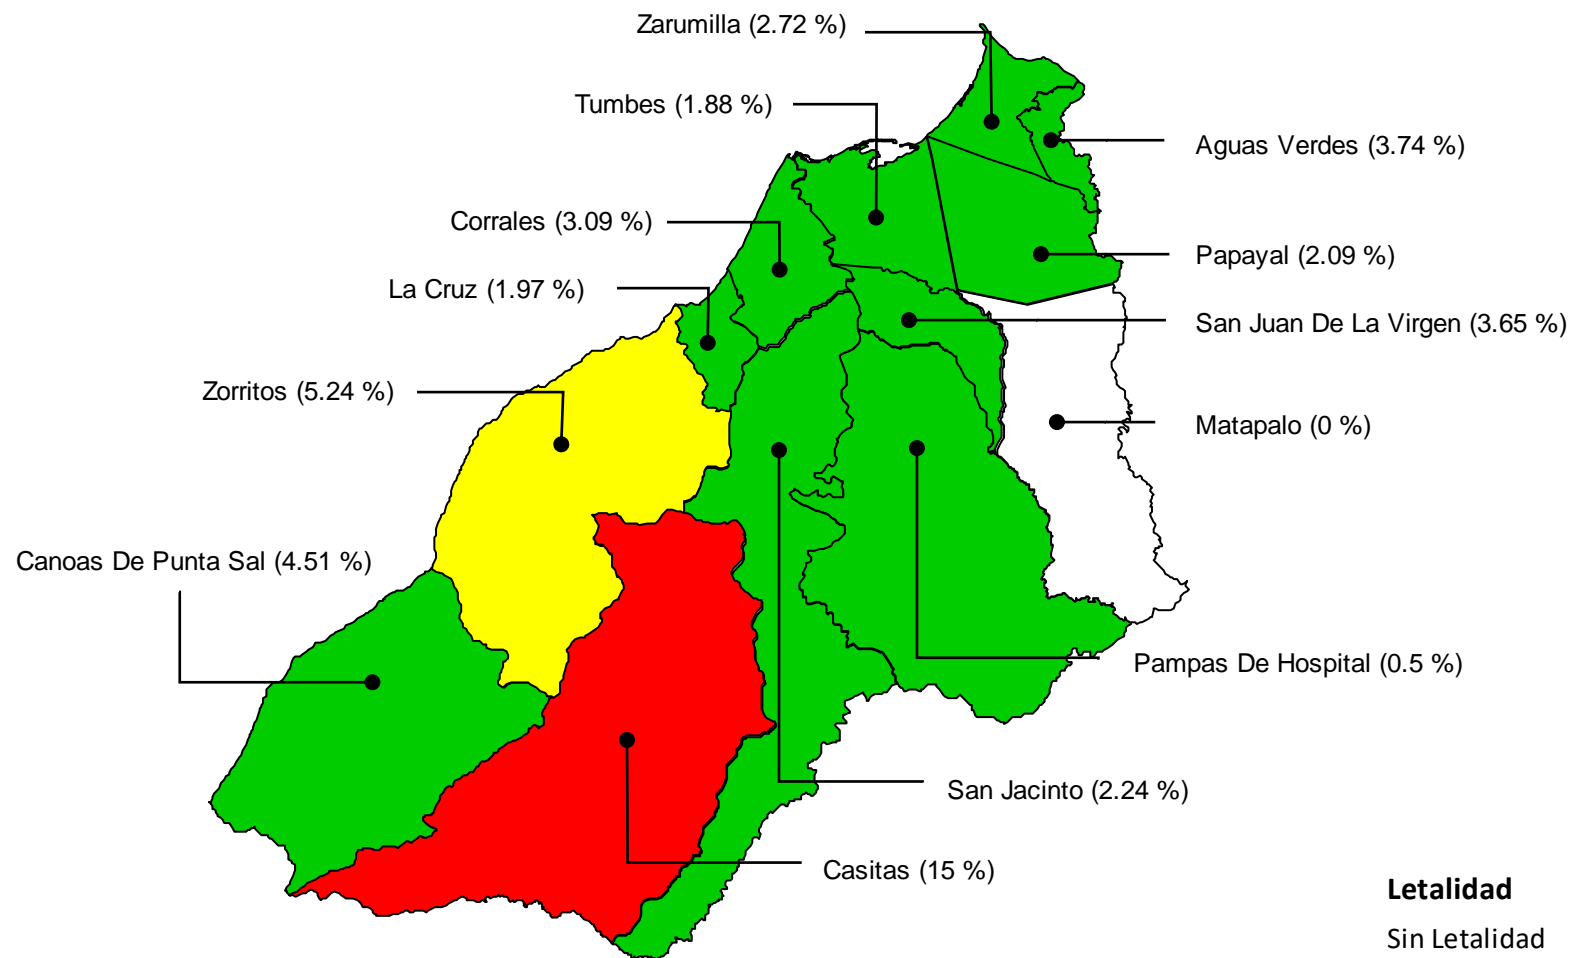 Zarumilla (2.72 %)
Tumbes (1.88 %)
Aguas Verdes (3.74 %)
Corrales (3.09 %)
Papayal (2.09 %)
La Cruz (1.97 %)
San Juan De La Virgen (3.65 %)
Zorritos (5.24 %)
Matapalo (0 %)
Canoas De Punta Sal (4.51 %)
Pampas De Hospital (0.5 %)
San Jacinto (2.24 %)
Casitas (15 %)
Letalidad
Sin Letalidad